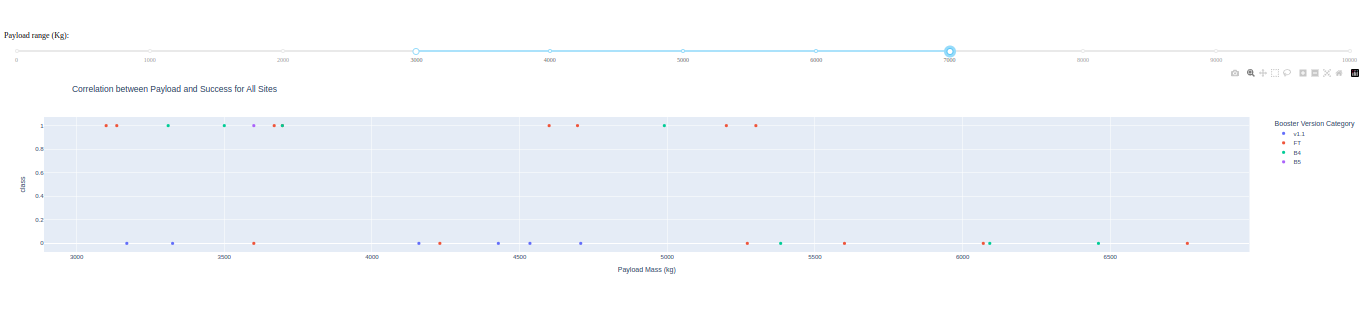 Payload range (Kg):
0 1000 2000 3000 4000 5000 6000 7000 8000 9000 10000
Correlation between Payload and Success for All Sites
Booster Version Category
v1.1
FT
B4
B5
1
0.8
0.6
0.4
0.2
0
class
3000 3500 4000 4500 5000 5500 6000 6500
Payload Mass (kg)